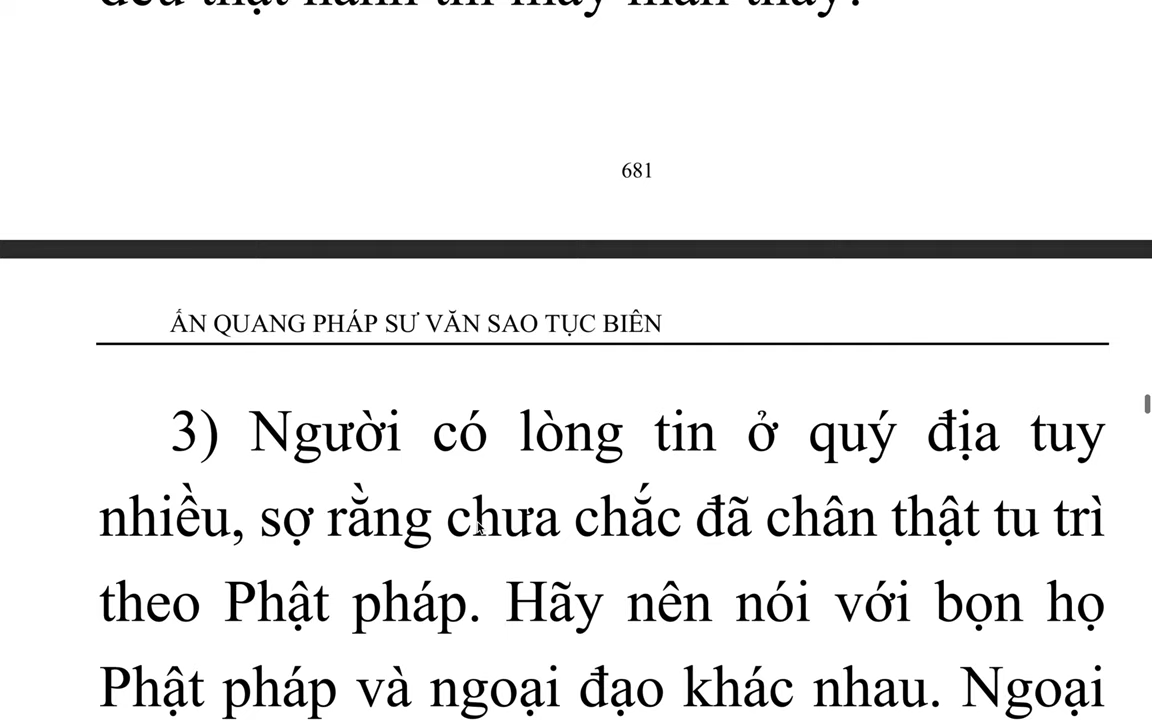 681
ẤN QUANG PHÁP SƯ VĂN SAO TỤC BIÊN
3) Người có lòng tin ở quý địa tuy
nhiều, sợ rằng chưa chắc đã chân thật tu trì
theo Phật pháp. Hãy nên nói với bọn họ
Phật pháp và ngoại đạo khác nhau. Ngoại